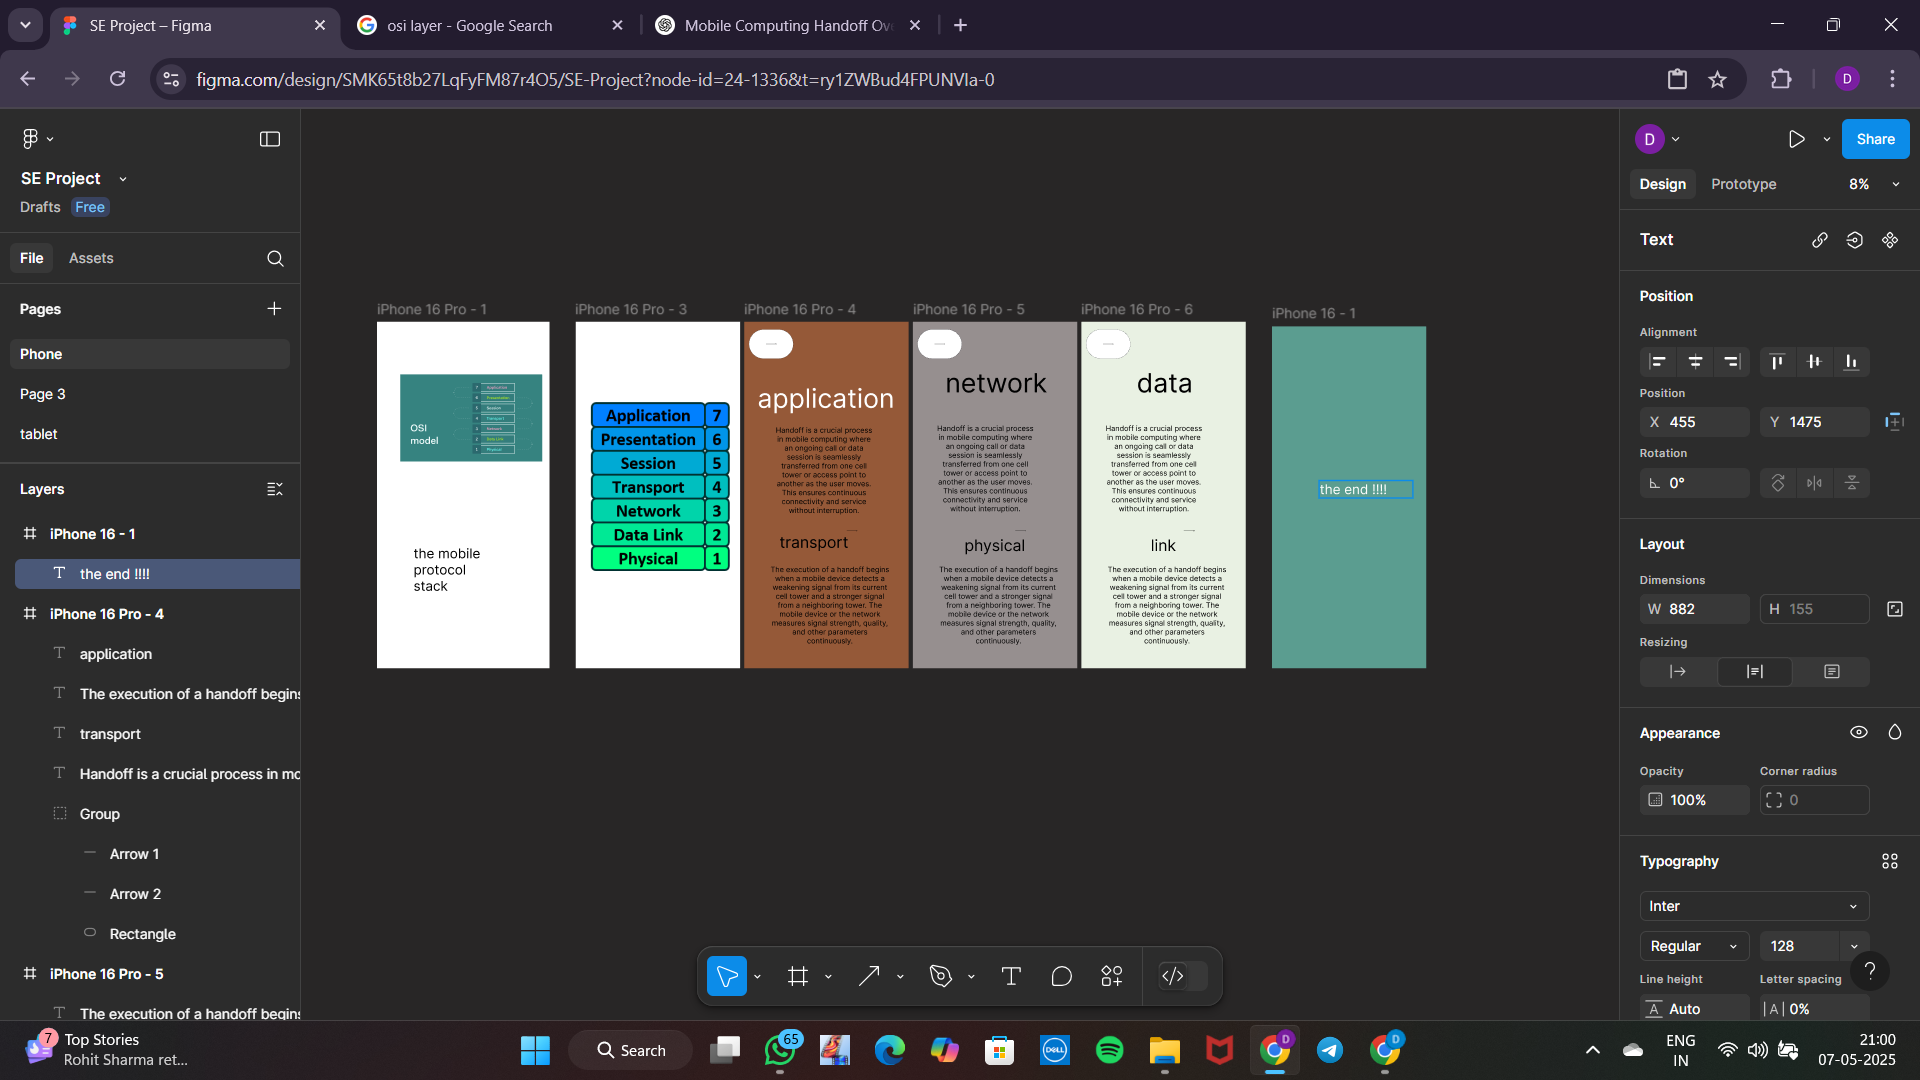 SE Project – Figma
osi layer - Google Search
Mobile Computing Handoff Ov
figma.com/design/SMK65t8b27LqFyFM87r4O5/SE-Project?node-id=24-1336&t=ry1ZWBud4FPUNVIa-0
D
SE Project
Drafts Free
File Assets
Pages
Phone
Page 3
tablet
Layers
iPhone 16 - 1
the end !!!!
iPhone 16 Pro - 4
application
The execution of a handoff begins
transport
Handoff is a crucial process in mo
Group
Arrow 1
Arrow 2
Rectangle
iPhone 16 Pro - 5
The execution of a handoff begins
iPhone 16 Pro - 1
OSI
model
7 Application
6 Presentation
5 Session
4 Transport
3 Network
2 Data Link
1 Physical
the mobile
protocol
stack
iPhone 16 Pro - 3
Application 7
Presentation 6
Session 5
Transport 4
Network 3
Data Link 2
Physical 1
iPhone 16 Pro - 4
application
Handoff is a crucial process
in mobile computing where
an ongoing call or data
session is seamlessly
transferred from one cell
tower or access point to
another as the user moves.
This ensures continuous
connectivity and service
without interruption.
transport
The execution of a handoff begins
when a mobile device detects a
weakening signal from its current
cell tower and a stronger signal
from a neighboring tower. The
mobile device or the network
measures signal strength, quality,
and other parameters
continuously.
iPhone 16 Pro - 5
network
Handoff is a crucial process
in mobile computing where
an ongoing call or data
session is seamlessly
transferred from one cell
tower or access point to
another as the user moves.
This ensures continuous
connectivity and service
without interruption.
physical
The execution of a handoff begins
when a mobile device detects a
weakening signal from its current
cell tower and a stronger signal
from a neighboring tower. The
mobile device or the network
measures signal strength, quality,
and other parameters
continuously.
iPhone 16 Pro - 6
data
Handoff is a crucial process
in mobile computing where
an ongoing call or data
session is seamlessly
transferred from one cell
tower or access point to
another as the user moves.
This ensures continuous
connectivity and service
without interruption.
link
The execution of a handoff begins
when a mobile device detects a
weakening signal from its current
cell tower and a stronger signal
from a neighboring tower. The
mobile device or the network
measures signal strength, quality,
and other parameters
continuously.
iPhone 16 - 1
the end !!!!
D
Share
Design Prototype 8%
Text
Position
Alignment
Position
X 455 Y 1475
Rotation
0°
Layout
Dimensions
W 882 H 155
Resizing
Appearance
Opacity Corner radius
100% 0
Typography
Inter
Regular 128
Line height Letter spacing
Auto |A| 0%
?
7
Top Stories
Rohit Sharma ret...
Search
65
DELL
D
D
ENG
IN
21:00
07-05-2025